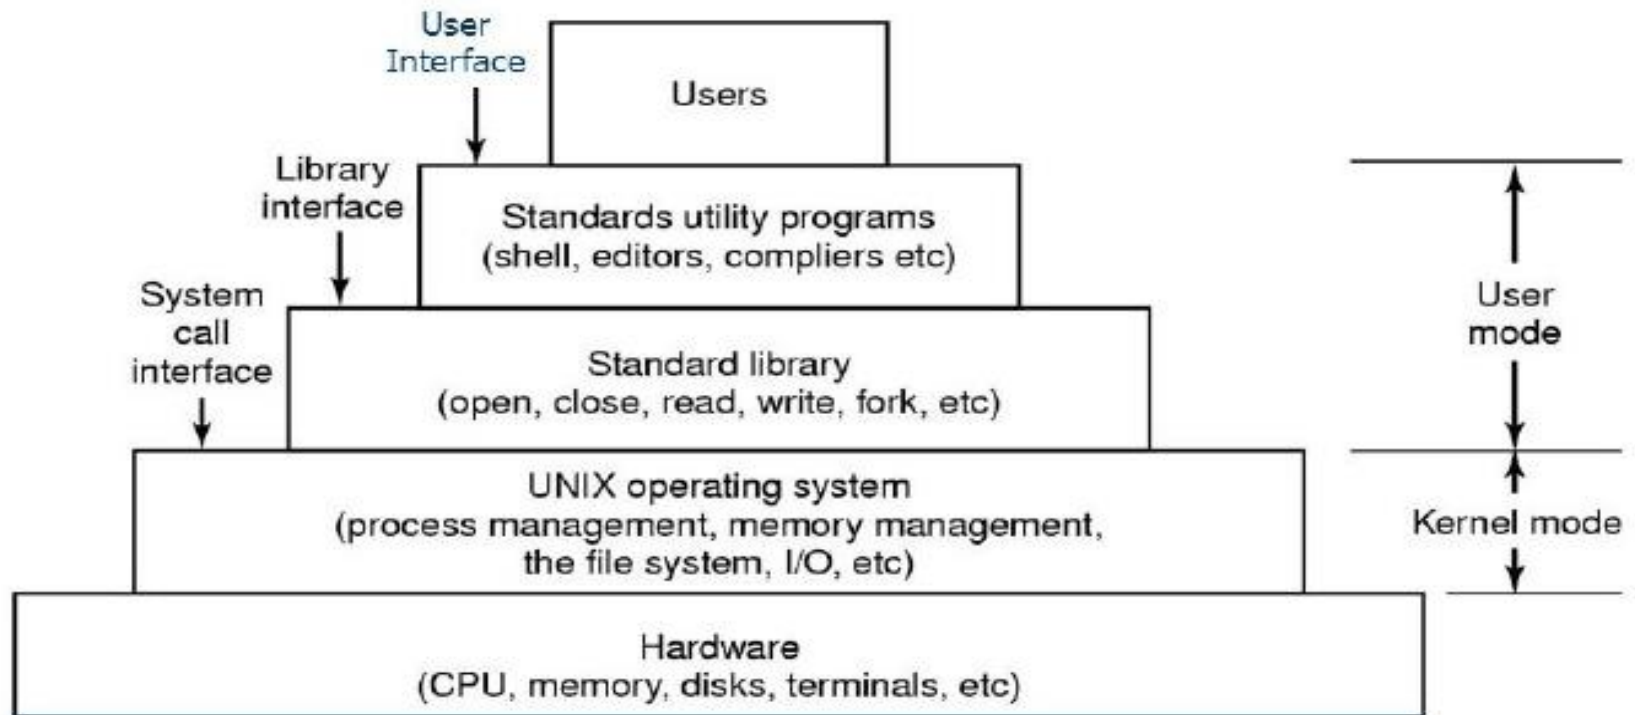 User
Interface
Users
Library
interface
Standards utility programs
(shell, editors, compliers etc)
System
call
interface
User
mode
Standard library
(open, close, read, write, fork, etc)
UNIX operating system
(process management, memory management,
the file system, I/O, etc)
Kernel mode
Hardware
(CPU, memory, disks, terminals, etc)